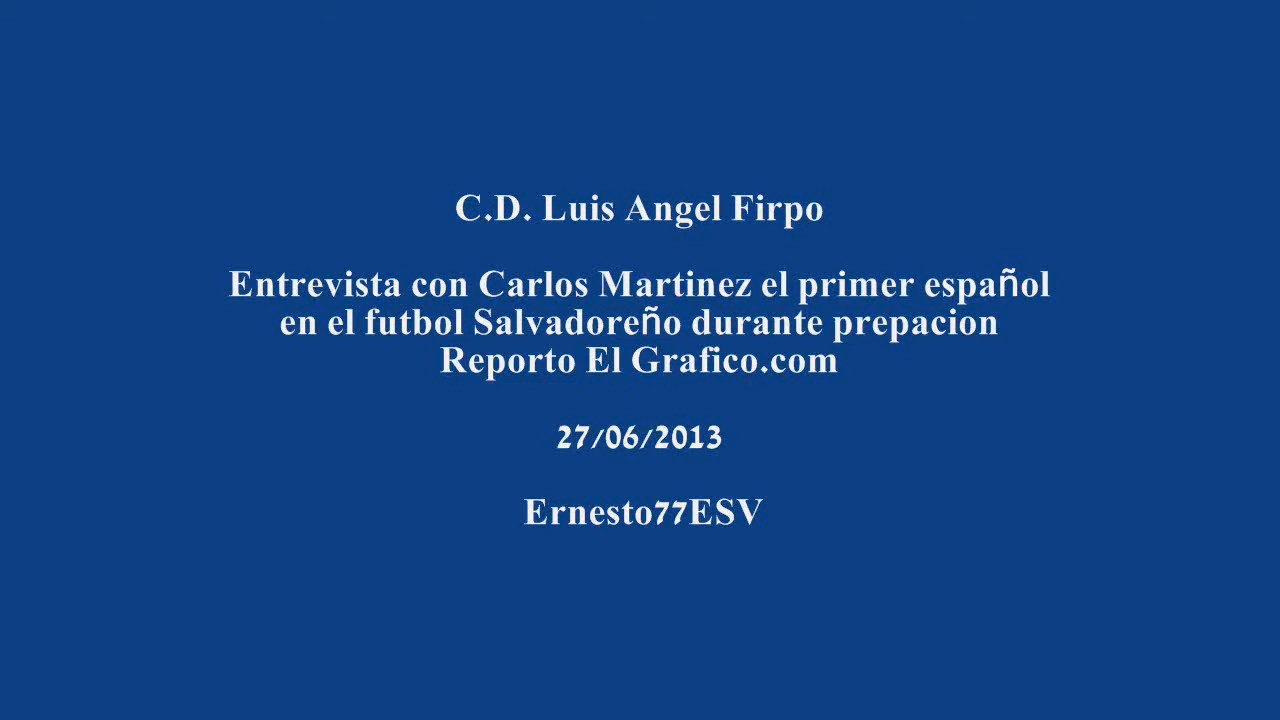 C.D. Luis Angel Firpo
Entrevista con Carlos Martinez el primer español
en el futbol Salvadoreño durante prepacion
Reporto El Grafico.com
27/06/2013
Ernesto77ESV